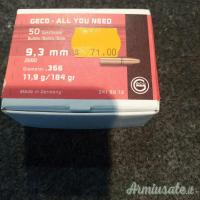 GECO - ALL YOU NEED
50
71.00
9,3 mm
Diameter: .366
11,9 g/184 gr
Made in Germany
Armiusate.it